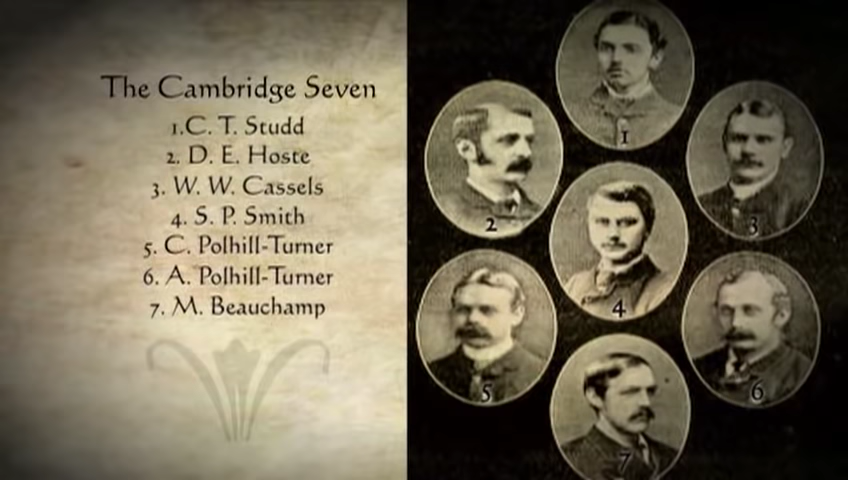 The Cambridge Seven
1.C. T. Studd
2. D. E. Hoste
3. W. W. Cassels
4. S. P. Smith
5. C. Polhill-Turner
6. A. Polhill-Turner
7. M. Beauchamp
1
2
3
4
5
6
7